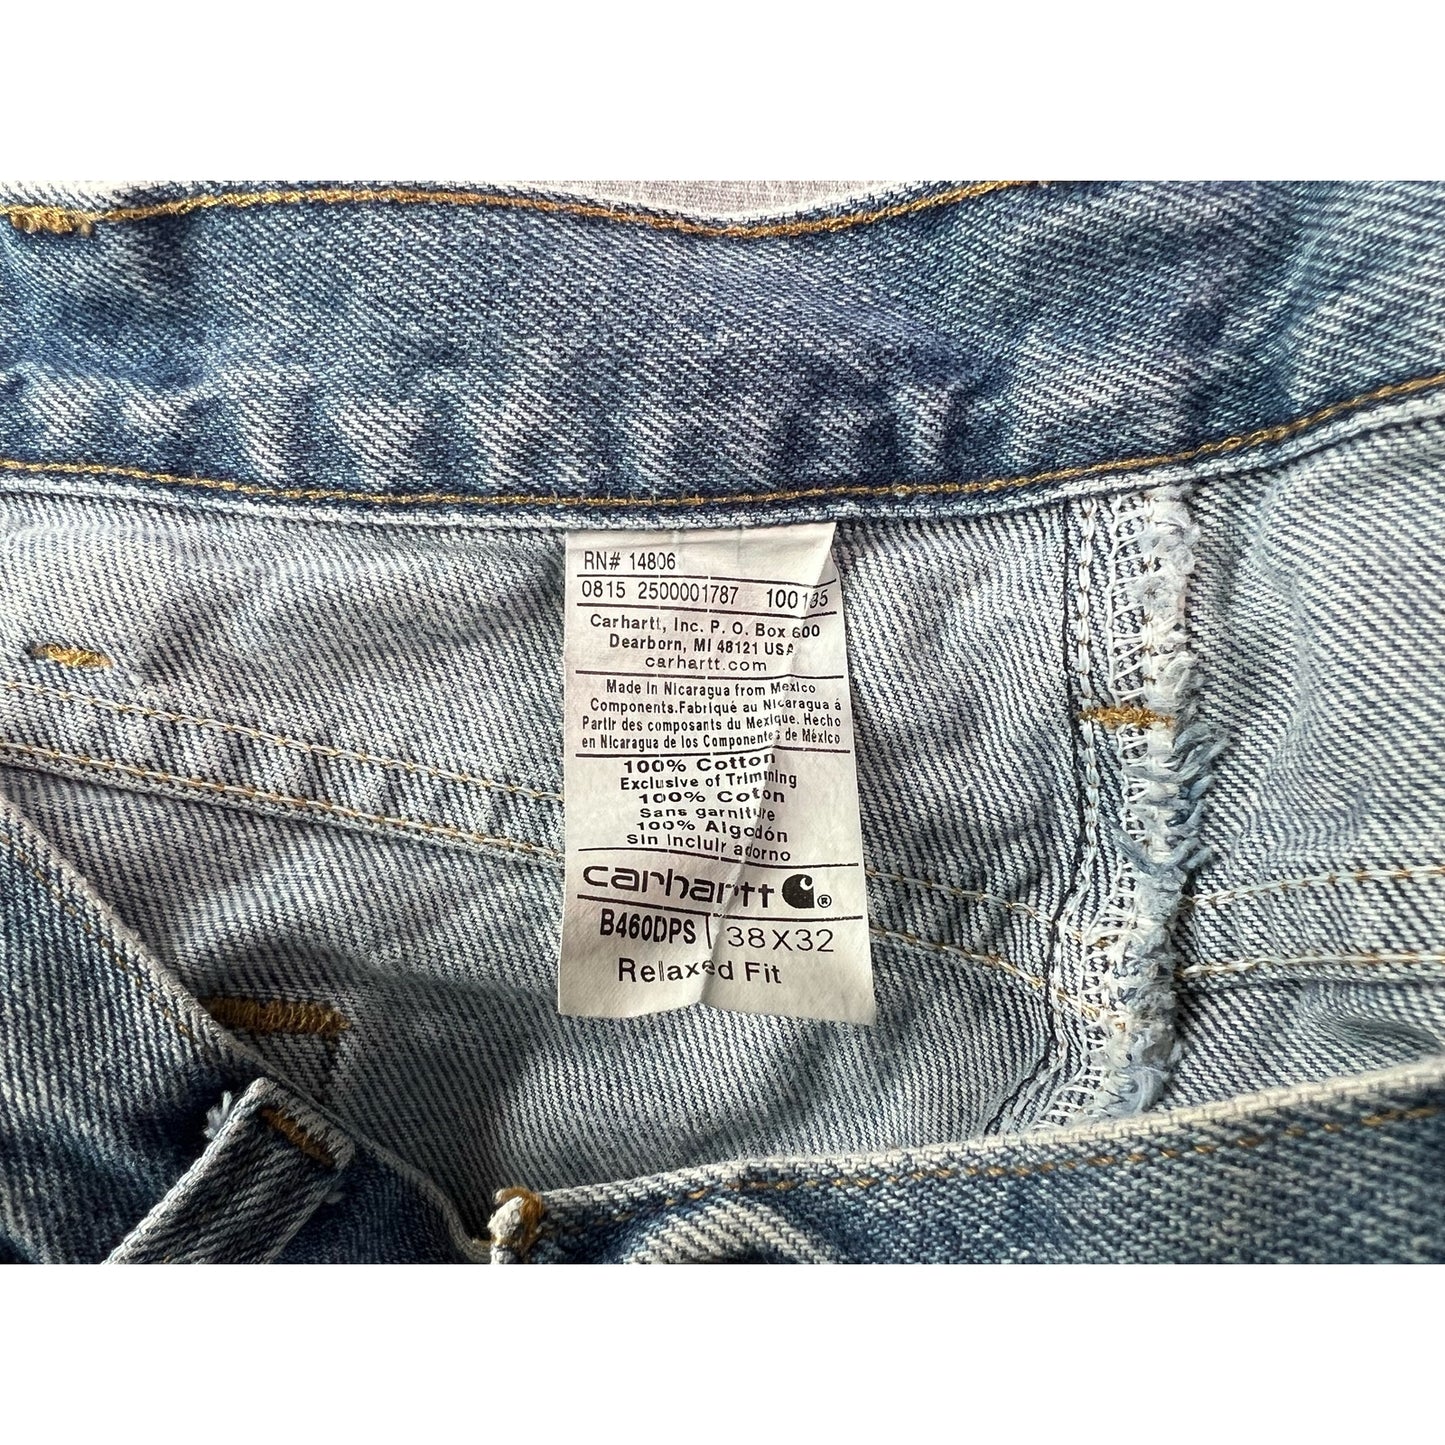 RN# 14806
0815 2500001787 100185
Carhartt, Inc. P. O. Box 600
Dearborn, MI 48121 USA
carhartt.com
Made In Nicaragua from Mexico
Components.Fabriqué au Nicaragua á
Partir des composants du Mexique. Hecho
en Nicaragua de los Componentes de México
100% Cotton
Exclusive of Trimming
100% Coton
Sans garniture
100% Algodón
Sin Incluir adorno
carhartt ®
B460DPS | 38X32
Relaxed Fit